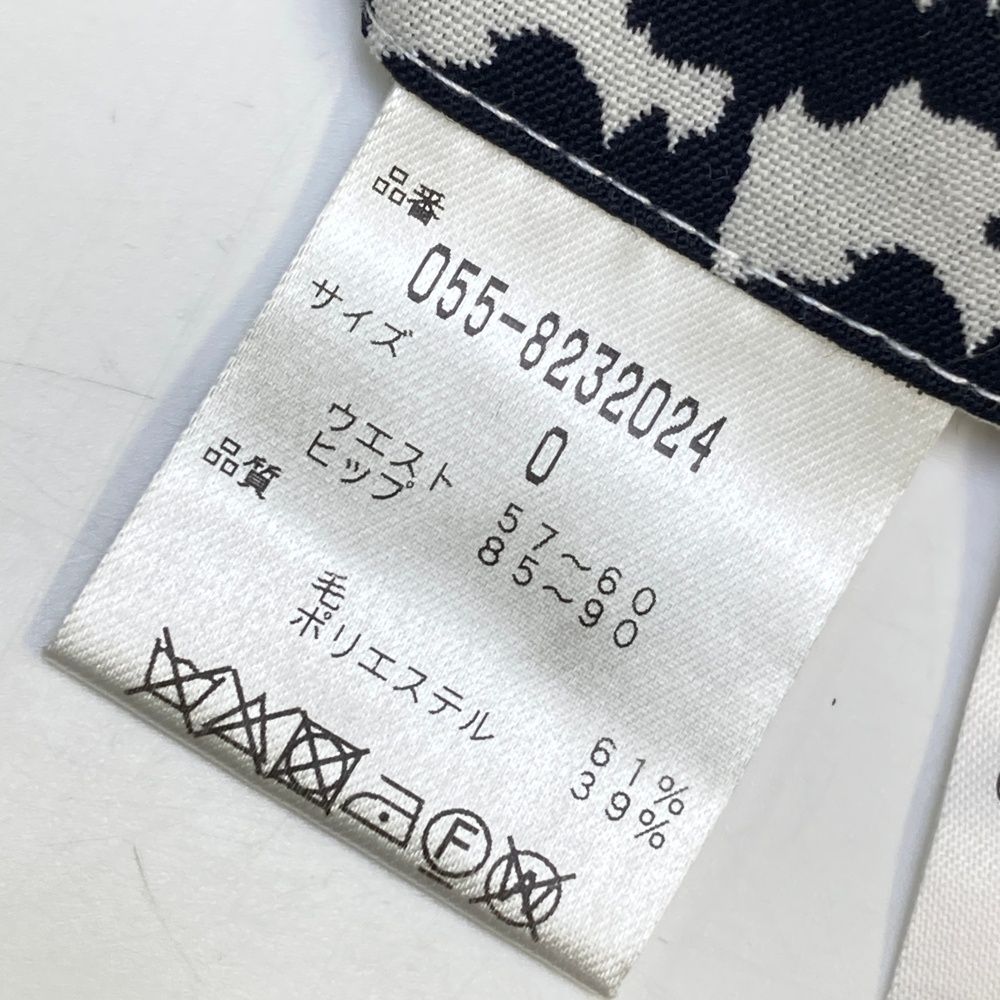 品番
055-8232024
サイズ
0
ウエスト 57～60
ヒップ 85～90
品質
毛 61%
ポリエステル 39%
F
W